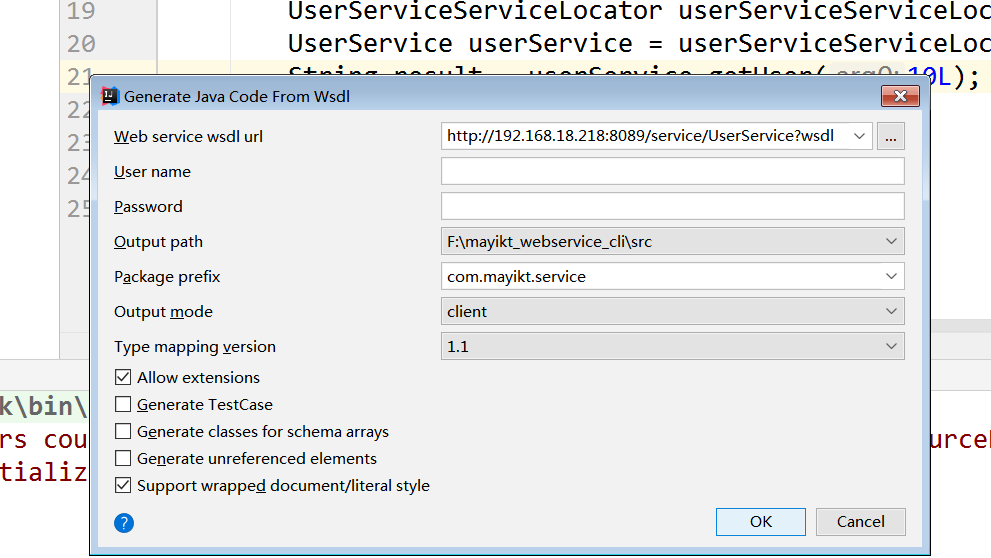 19 UserServiceServiceLocator userServiceServiceLoc
20 UserService userService = userServiceServiceLoc
21 String result userService getUser( arg0: 10L);
22
23
24
25
Generate Java Code From Wsdl
Web service wsdl url http://192.168.18.218:8089/service/UserService?wsdl ...
User name
Password
Output path F:\mayikt_webservice_cli\src
Package prefix com.mayikt.service
Output mode client
Type mapping version 1.1
Allow extensions
Generate TestCase
k\bin\
Generate classes for schema arrays
rs cou
urce
Generate unreferenced elements
tializ
Support wrapped document/literal style
? OK Cancel